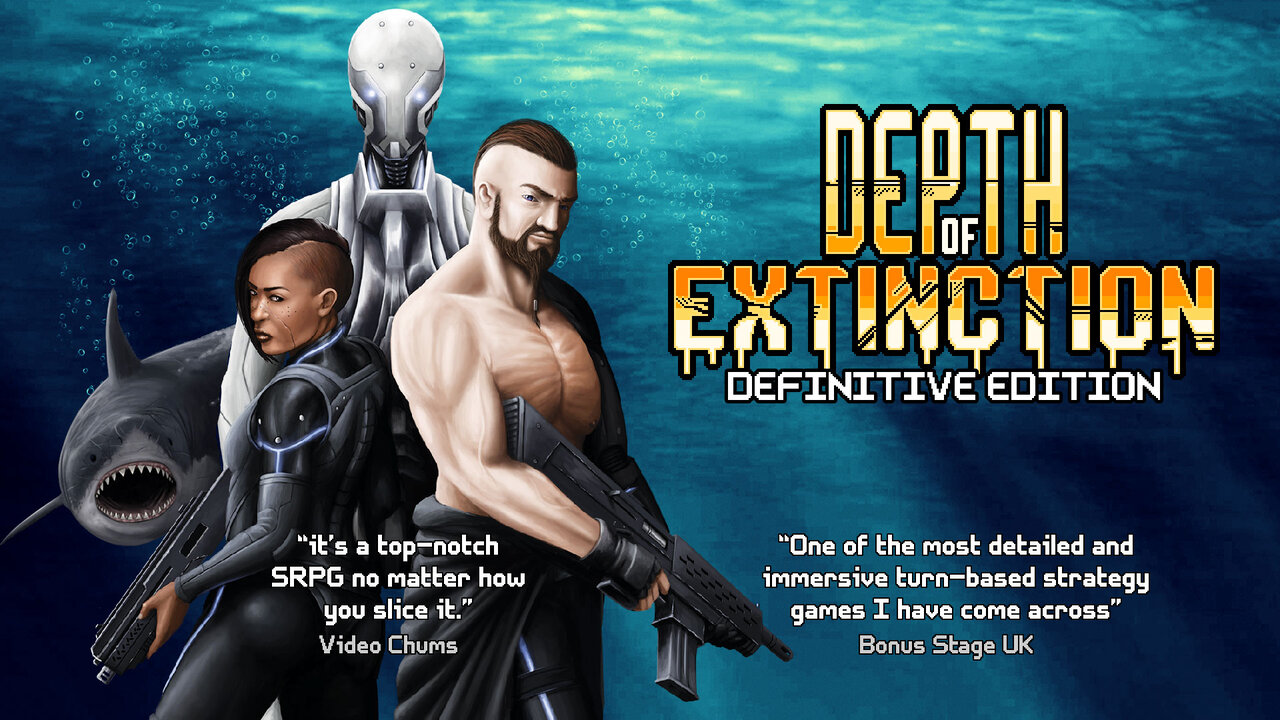 DEPTH
OF
EXTINCTION
DEFINITIVE EDITION
“it’s a top-notch
SRPG no matter how
you slice it.”
Video Chums
“One of the most detailed and
immersive turn-based strategy
games I have come across”
Bonus Stage UK